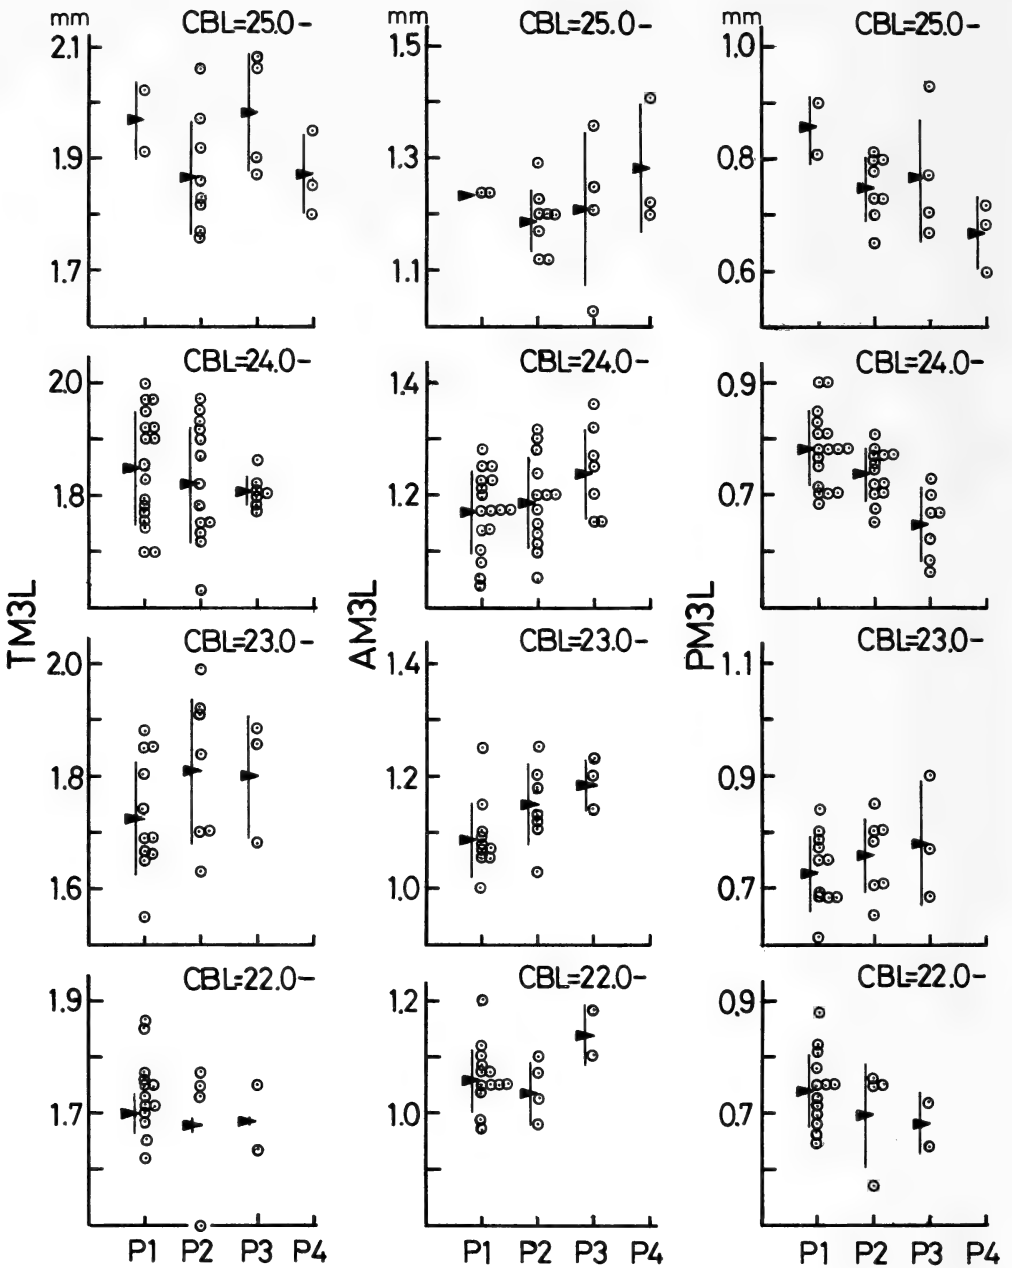 mm CBL=25.0- mm CBL=25.0- mm CBL=25.0-
2.1 1.5 1.0
1.9 1.3 0.8
1.7 1.1 0.6
CBL=24.0- CBL=24.0- CBL=24.0-
2.0 1.4 0.9
1.8 1.2 0.7
TM3L AM3L PM3L
CBL=23.0- CBL=23.0- CBL=23.0-
2.0 1.4 1.1
1.8 1.2 0.9
1.6 1.0 0.7
CBL=22.0- CBL=22.0- CBL=22.0-
1.9 1.2 0.9
1.7 1.0 0.7
P1 P2 P3 P4 P1 P2 P3 P4 P1 P2 P3 P4